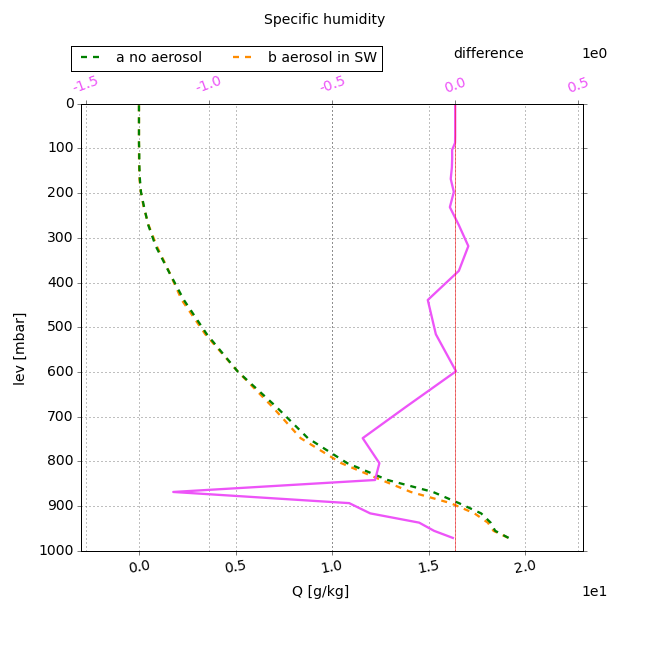 Specific humidity
a no aerosol b aerosol in SW difference 1e0
-1.5 -1.0 -0.5 0.0 0.5
0
100
200
300
400
500
600
700
800
900
1000
lev [mbar]
0.0 0.5 1.0 1.5 2.0
Q [g/kg] 1e1